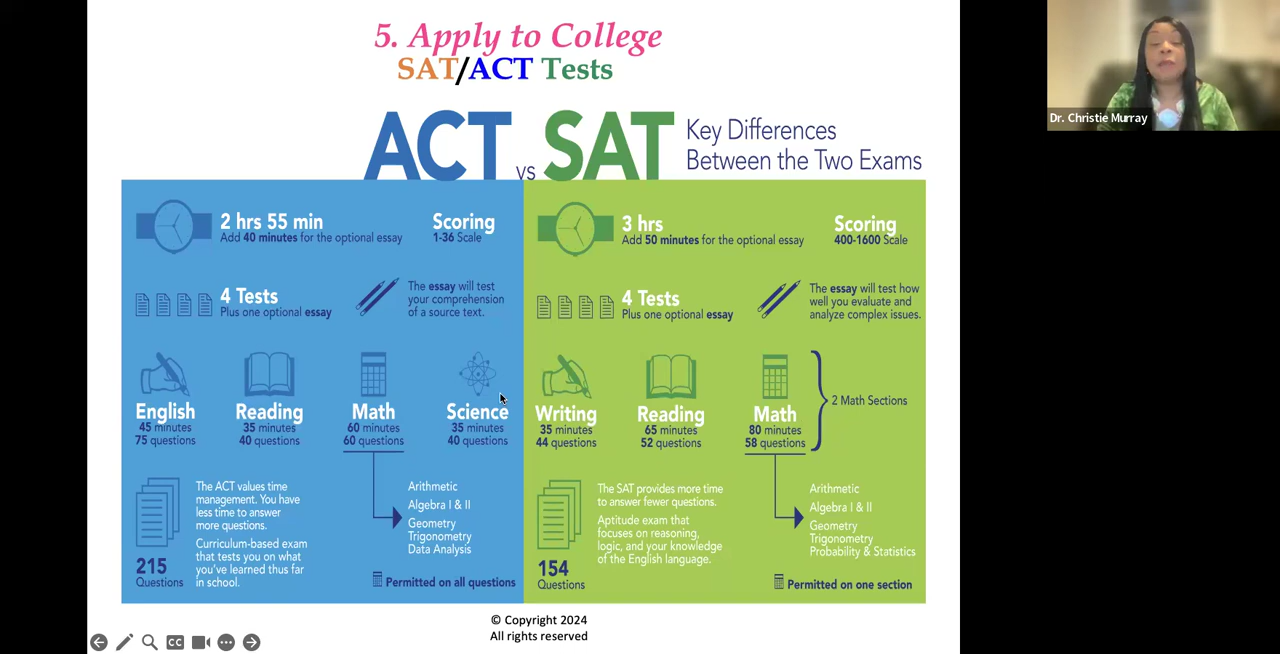 5. Apply to College
SAT/ACT Tests
ACT vs SAT
Key Differences
Between the Two Exams
2 hrs 55 min
Add 40 minutes for the optional essay
Scoring
1-36 Scale
4 Tests
Plus one optional essay
The essay will test
your comprehension
of a source text.
English
45 minutes
75 questions
Reading
35 minutes
40 questions
Math
60 minutes
60 questions
Science
35 minutes
40 questions
215
Questions
The ACT values time
management. You have
less time to answer
more questions.
Curriculum-based exam
that tests you on what
you've learned thus far
in school.
Arithmetic
Algebra I & II
Geometry
Trigonometry
Data Analysis
Permitted on all questions
3 hrs
Add 50 minutes for the optional essay
Scoring
400-1600 Scale
4 Tests
Plus one optional essay
The essay will test how
well you evaluate and
analyze complex issues.
Writing
35 minutes
44 questions
Reading
65 minutes
52 questions
Math
80 minutes
58 questions
2 Math Sections
154
Questions
The SAT provides more time
to answer fewer questions.
Aptitude exam that
focuses on reasoning,
logic, and your knowledge
of the English language.
Arithmetic
Algebra I & II
Geometry
Trigonometry
Probability & Statistics
Permitted on one section
© Copyright 2024
All rights reserved
CC
Dr. Christie Murray